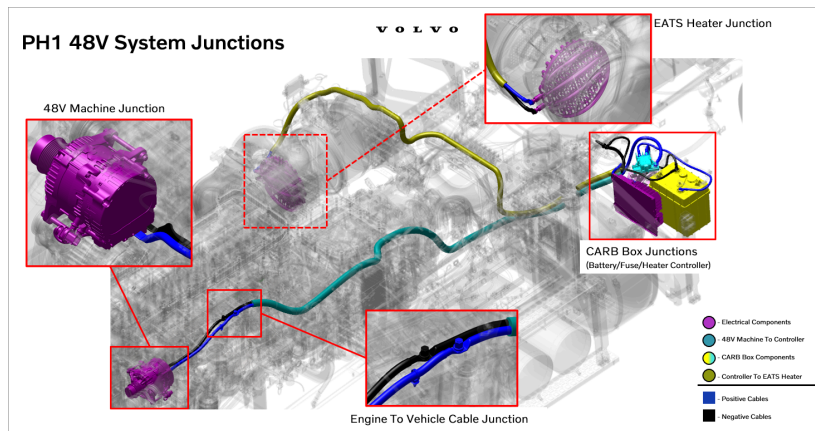 VOLVO
EATS Heater Junction
PH1 48V System Junctions
48V Machine Junction
CARB Box Junctions
(Battery/Fuse/Heater Controller)
- Electrical Components
- 48V Machine To Controller
- CARB Box Components
- Controller To EATS Heater
- Positive Cables
- Negative Cables
Engine To Vehicle Cable Junction